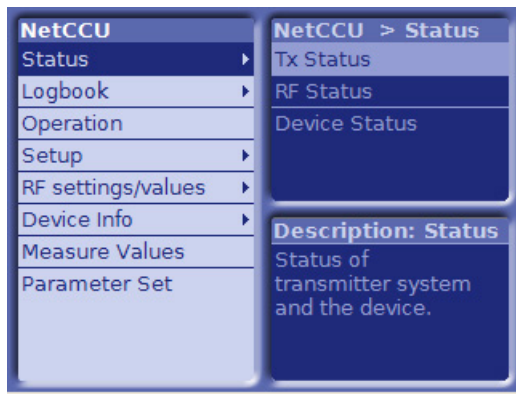 NetCCU
Status
Logbook
Operation
Setup
RF settings/values
Device Info
Measure Values
Parameter Set
NetCCU > Status
Tx Status
RF Status
Device Status
Description: Status
Status of
transmitter system
and the device.